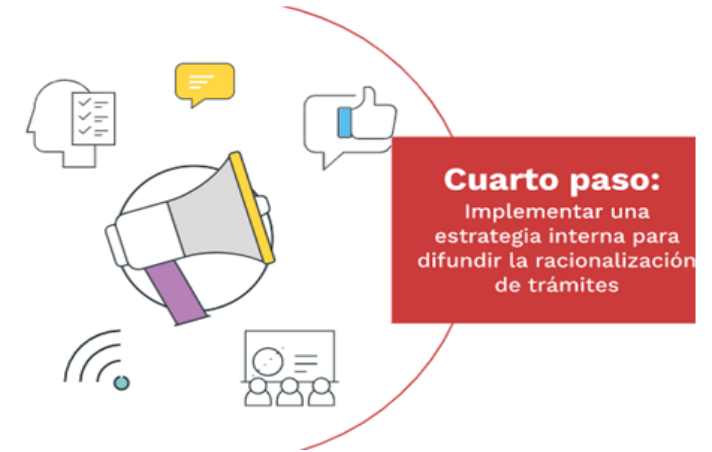 Cuarto paso:
Implementar una
estrategia interna para
difundir la racionalización
de trámites